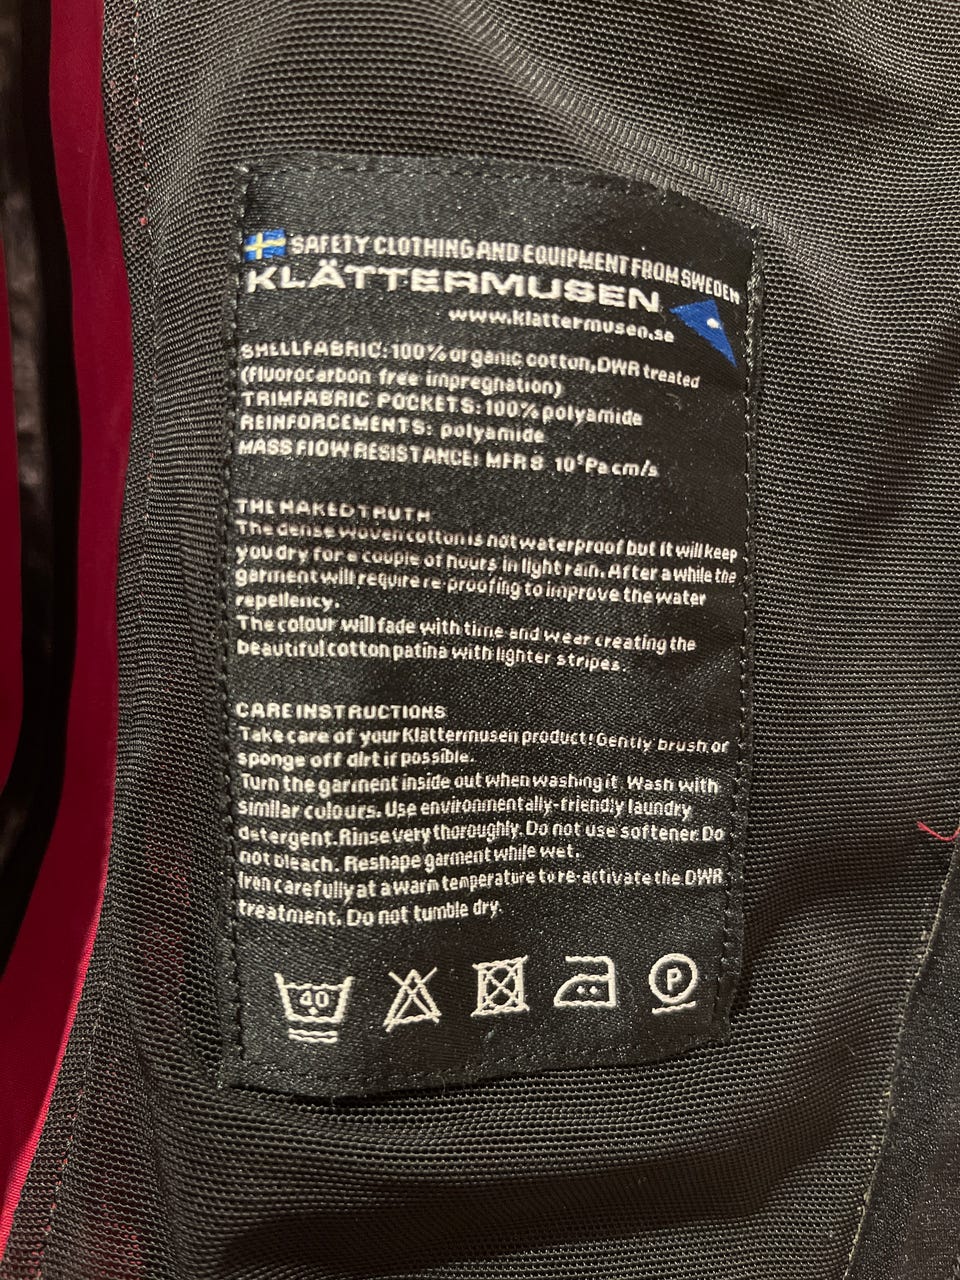 SAFETY CLOTHING AND EQUIPMENT FROM SWEDEN
KLÄTTERMUSEN
www.klattermusen.se
SHELLFABRIC: 100% organic cotton, DWR treated
(fluorocarbon free impregnation)
TRIMFABRIC POCKETS: 100% polyamide
REINFORCEMENTS: polyamide
MASS FLOW RESISTANCE: MFR 8 Pa cm/s
THE NAKED TRUTH
The dense woven cotton is not waterproof but it will keep
you dry for a couple of hours in light rain. After a while the
garment will require re-proofing to improve the water
repellency.
The colour will fade with time and wear creating the
beautiful cotton patina with lighter stripes.
CARE INSTRUCTIONS
Take care of your Klättermusen product! Gently brush or
sponge off dirt if possible.
Turn the garment inside out when washing it. Wash with
similar colours. Use environmentally-friendly laundry
detergent. Rinse very thoroughly. Do not use softener. Do
not bleach. Reshape garment while wet.
Iron carefully at a warm temperature to re-activate the DWR
treatment. Do not tumble dry.
40 P